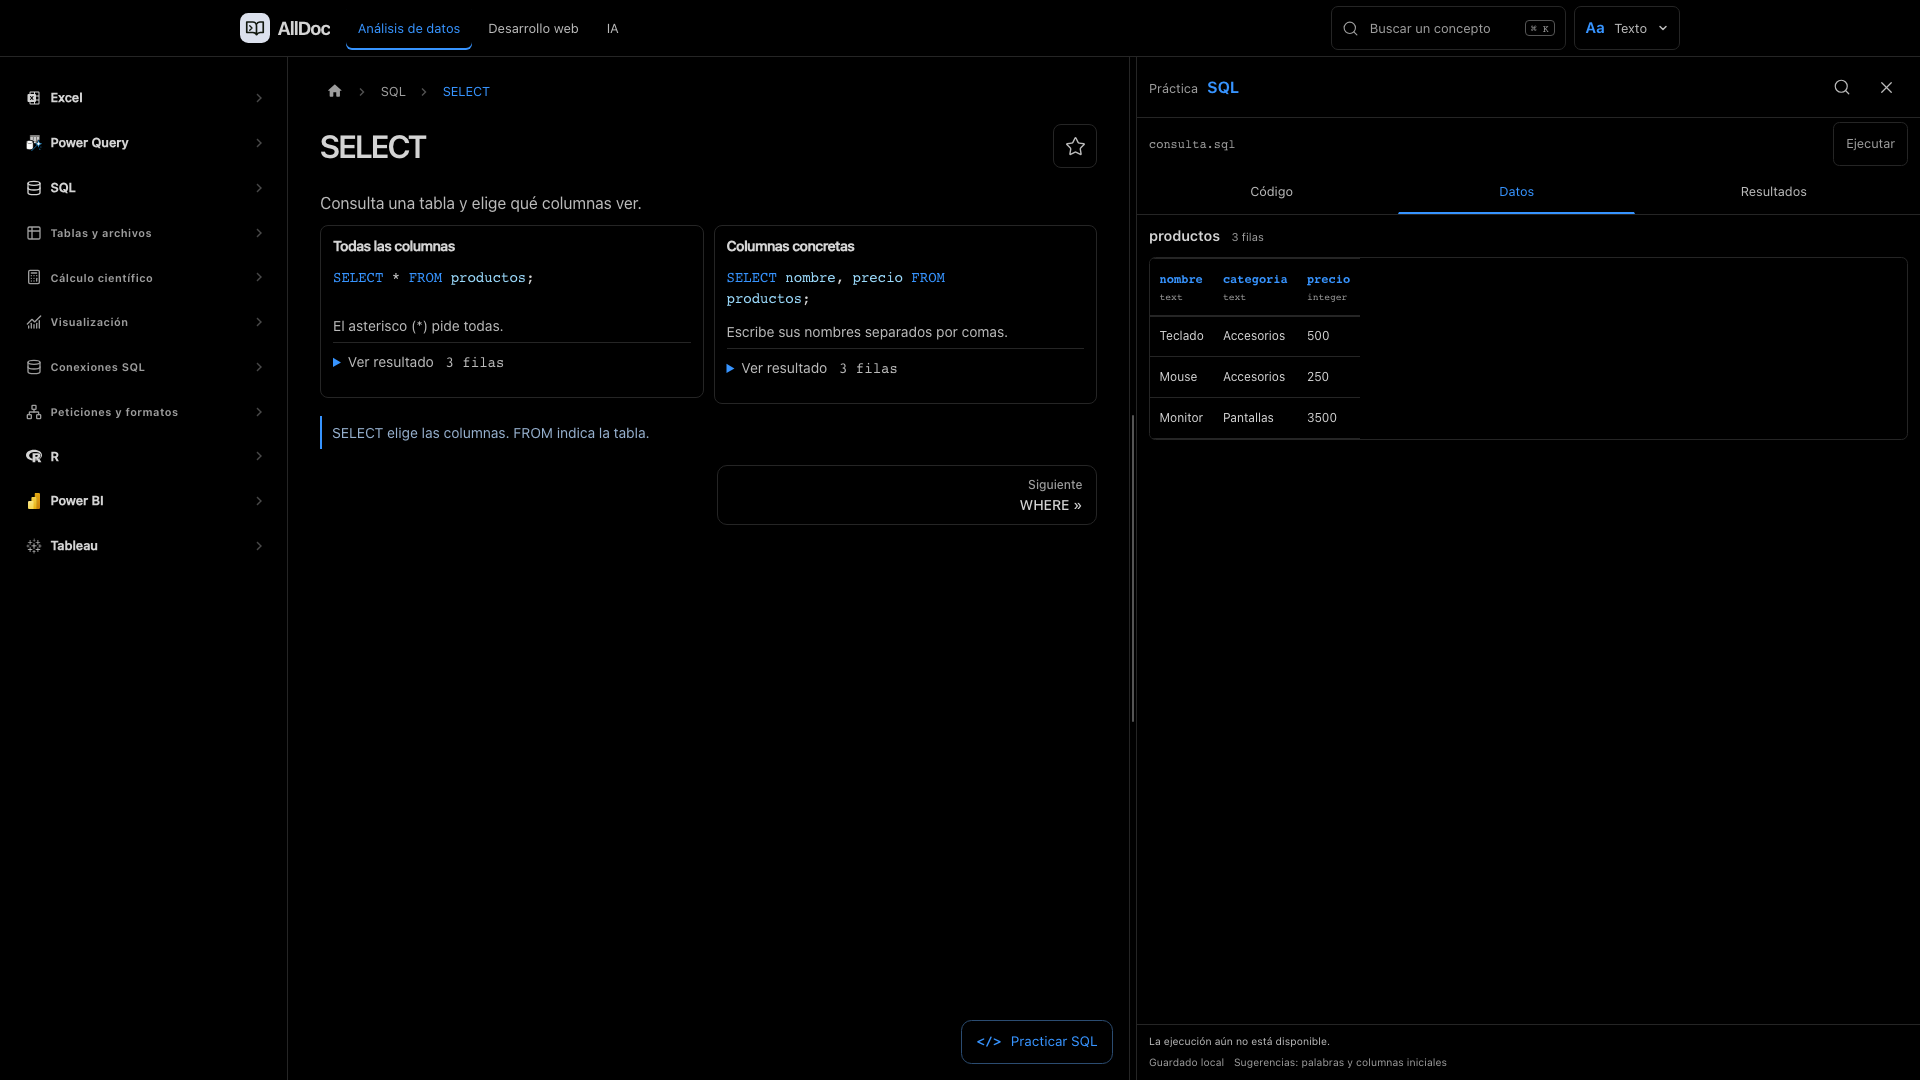 AllDoc
Análisis de datos
Desarrollo web
IA
Buscar un concepto
⌘ K
Aa Texto
Excel
Power Query
SQL
Tablas y archivos
Cálculo científico
Visualización
Conexiones SQL
Peticiones y formatos
R
Power BI
Tableau
SQL
SELECT
SELECT
Consulta una tabla y elige qué columnas ver.
Todas las columnas
SELECT * FROM productos;
El asterisco (*) pide todas.
Ver resultado 3 filas
Columnas concretas
SELECT nombre, precio FROM
productos;
Escribe sus nombres separados por comas.
Ver resultado 3 filas
SELECT elige las columnas. FROM indica la tabla.
Siguiente
WHERE »
</> Practicar SQL
Práctica SQL
consulta.sql
Ejecutar
Código
Datos
Resultados
productos 3 filas
nombre categoria precio
text text integer
Teclado Accesorios 500
Mouse Accesorios 250
Monitor Pantallas 3500
La ejecución aún no está disponible.
Guardado local Sugerencias: palabras y columnas iniciales